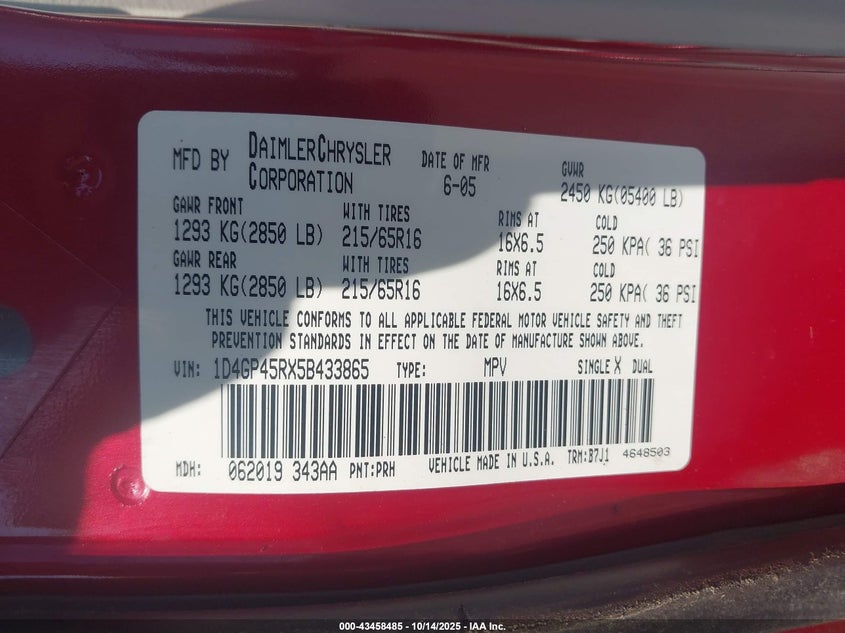 MFD BY DAIMLERCHRYSLER CORPORATION DATE OF MFR 6-05 GVWR 2450 KG(05400 LB)
GAWR FRONT WITH TIRES RIMS AT COLD
1293 KG(2850 LB) 215/65R16 16X6.5 250 KPA( 36 PSI
GAWR REAR WITH TIRES RIMS AT COLD
1293 KG(2850 LB) 215/65R16 16X6.5 250 KPA( 36 PSI
THIS VEHICLE CONFORMS TO ALL APPLICABLE FEDERAL MOTOR VEHICLE SAFETY AND THEFT
PREVENTION STANDARDS IN EFFECT ON THE DATE OF MANUFACTURE SHOWN ABOVE.
VIN: 1D4GP45RX5B433865 TYPE: MPV SINGLE X DUAL
MDH: 062019 343AA PNT:PRH VEHICLE MADE IN U.S.A. TRM:B7J1 4648503
000-43458485 - 10/14/2025 - IAA Inc.